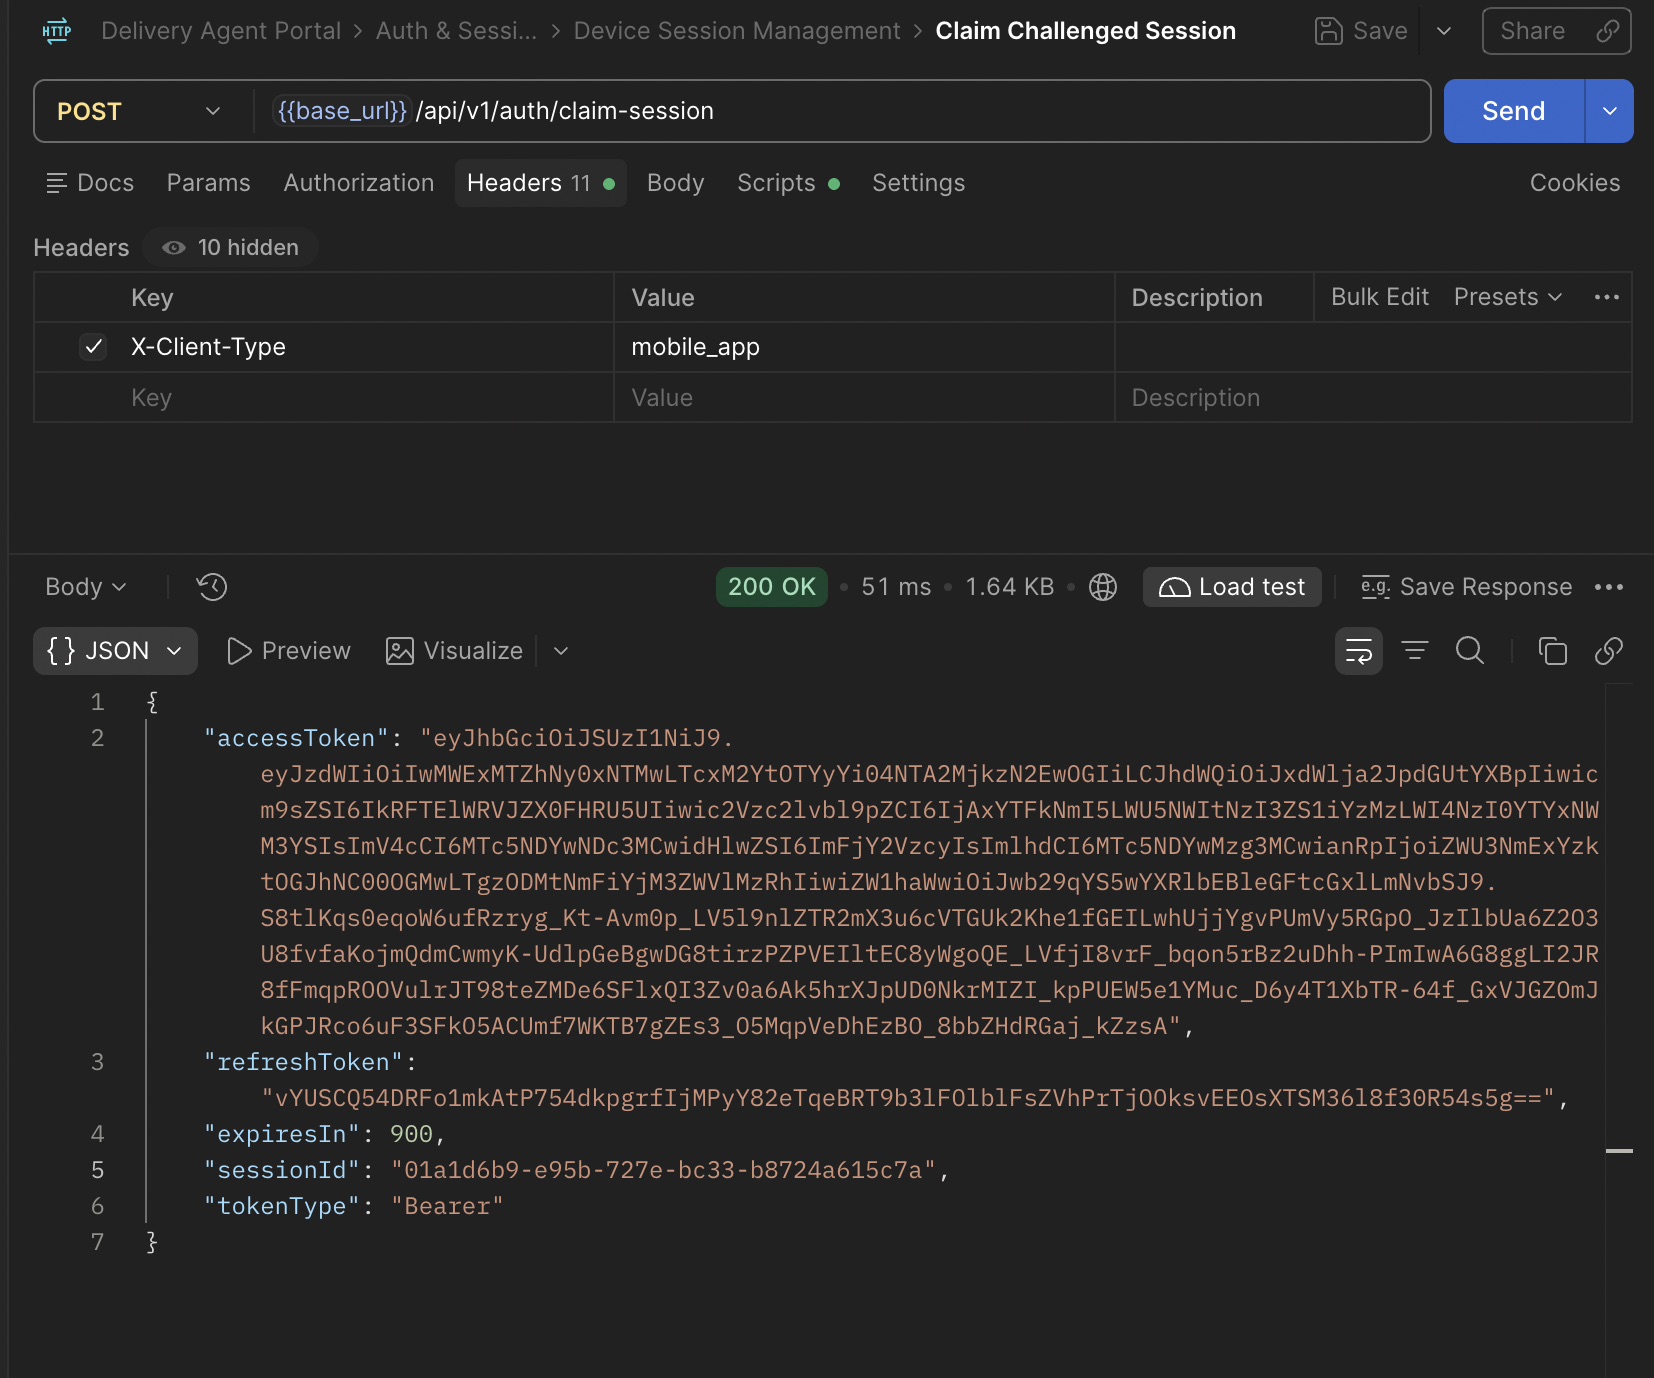 HTTP Delivery Agent Portal > Auth & Sessi... > Device Session Management > Claim Challenged Session Save Share
POST {{base_url}} /api/v1/auth/claim-session Send
Docs Params Authorization Headers 11 Body Scripts Settings Cookies
Headers 10 hidden
Key Value Description Bulk Edit Presets
X-Client-Type mobile_app
Key Value Description
Body 200 OK • 51 ms • 1.64 KB • Load test e.g. Save Response
{} JSON Preview Visualize
1 {
2 "accessToken": "eyJhbGciOiJSUzI1NiJ9.
eyJzdWIiOiIwMWExMTZhNy0xNTMwLTcxM2YtOTYyYi04NTA2MjkzN2EwOGIiLCJhdWQiOiJxdWlja2JpdGUtYXBpIiwic
m9sZSI6IkRFTElWRVJZX0FHRU5UIiwic2Vzc2lvbl9pZCI6IjAxYTFkNmI5LWU5NWItNzI3ZS1iYzMzLWI4NzI0YTYxNW
M3YSIsImV4cCI6MTc5NDYwNDc3MCwidHlwZSI6ImFjY2VzcyIsImlhdCI6MTc5NDYwMzg3MCwianRpIjoiZWU3NmExYzk
tOGJhNC00OGMwLTgzODMtNmFiYjM3ZWVlMzRhIiwiZW1haWwiOiJwb29qYS5wYXRlbEBleGFtcGxlLmNvbSJ9.
S8tlKqs0eqoW6ufRzryg_Kt-Avm0p_LV5l9nlZTR2mX3u6cVTGUk2Khe1fGEILwhUjjYgvPUmVy5RGpO_JzIlbUa6Z2O3
U8fvfaKojmQdmCwmyK-UdlpGeBgwDG8tirzPZPVEIltEC8yWgoQE_LVfjI8vrF_bqon5rBz2uDhh-PImIwA6G8ggLI2JR
8fFmqpROOVulrJT98teZMDe6SFlxQI3Zv0a6Ak5hrXJpUD0NkrMIZI_kpPUEW5e1YMuc_D6y4T1XbTR-64f_GxVJGZOmJ
kGPJRco6uF3SFkO5ACUmf7WKTB7gZEs3_O5MqpVeDhEzBO_8bbZHdRGaj_kZzsA",
3 "refreshToken":
"vYUSCQ54DRFo1mkAtP754dkpgrfIjMPyY82eTqeBRT9b3lFOlblFsZVhPrTjOOksvEEOsXTSM36l8f30R54s5g==",
4 "expiresIn": 900,
5 "sessionId": "01a1d6b9-e95b-727e-bc33-b8724a615c7a",
6 "tokenType": "Bearer"
7 }